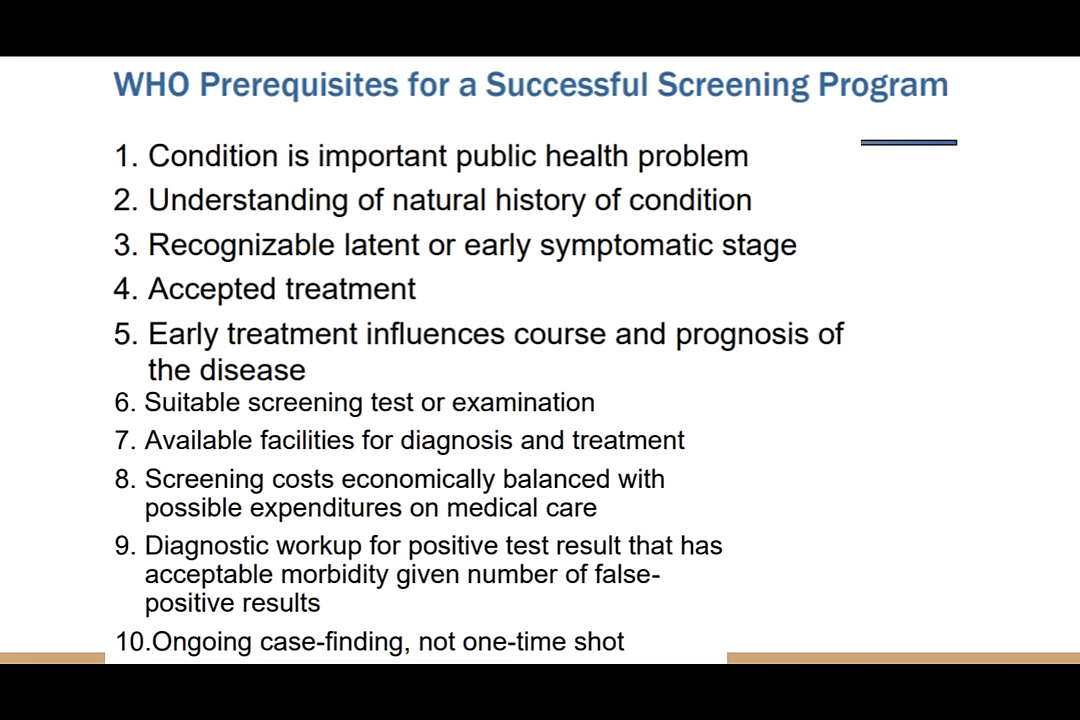 WHO Prerequisites for a Successful Screening Program
1. Condition is important public health problem
2. Understanding of natural history of condition
3. Recognizable latent or early symptomatic stage
4. Accepted treatment
5. Early treatment influences course and prognosis of
the disease
6. Suitable screening test or examination
7. Available facilities for diagnosis and treatment
8. Screening costs economically balanced with
possible expenditures on medical care
9. Diagnostic workup for positive test result that has
acceptable morbidity given number of false-
positive results
10.Ongoing case-finding, not one-time shot